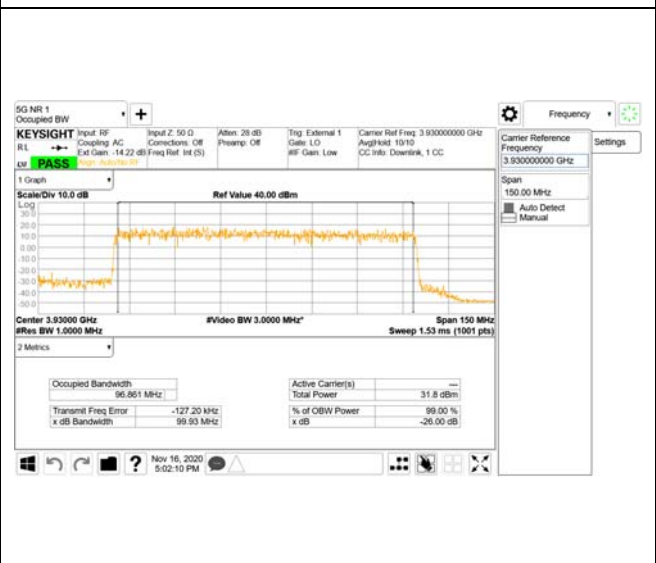 5G NR 1
Occupied BW
Frequency
KEYSIGHT Input: RF Input Z: 50 Ω Atten: 28 dB Trig: External 1 Carrier Ref Freq: 3.930000000 GHz
RL Coupling: AC Corrections: Off Preamp: Off Gate: LO Avg|Hold: 10/10
Ext Gain: -14.22 dB Freq Ref: Int (S) #IF Gain: Low CC Info: Downlink, 1 CC
PASS Align: Auto/No RF
Carrier Reference
Frequency
3.930000000 GHz
Settings
Span
150.00 MHz
Auto Detect
Manual
1 Graph
Scale/Div 10.0 dB Ref Value 40.00 dBm
Log
30.0
20.0
10.0
0.00
-10.0
-20.0
-30.0
-40.0
-50.0
Center 3.93000 GHz #Video BW 3.0000 MHz* Span 150 MHz
#Res BW 1.0000 MHz Sweep 1.53 ms (1001 pts)
2 Metrics
Occupied Bandwidth
96.861 MHz
Transmit Freq Error -127.20 kHz
x dB Bandwidth 99.93 MHz
Active Carrier(s) ---
Total Power 31.8 dBm
% of OBW Power 99.00 %
x dB -26.00 dB
Nov 16, 2020
5:02:10 PM